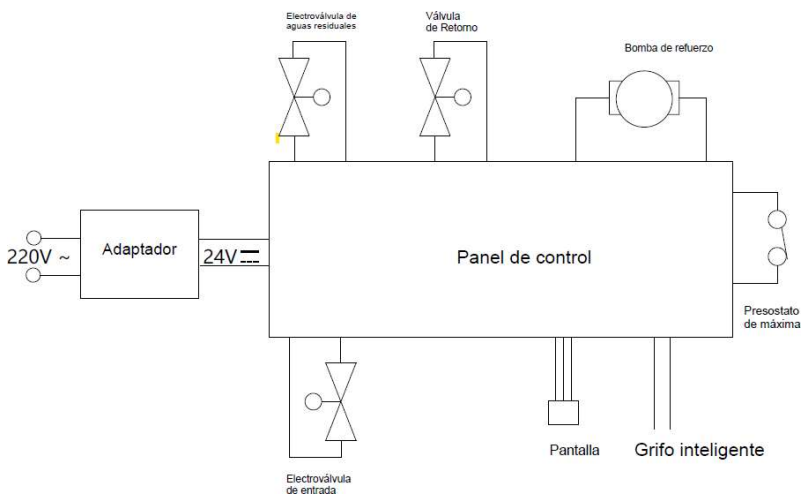 Electroválvula de
aguas residuales
Válvula
de Retorno
Bomba de refuerzo
220V ~
Adaptador
24V
Panel de control
Presostato
de máxima
Pantalla
Grifo inteligente
Electroválvula
de entrada